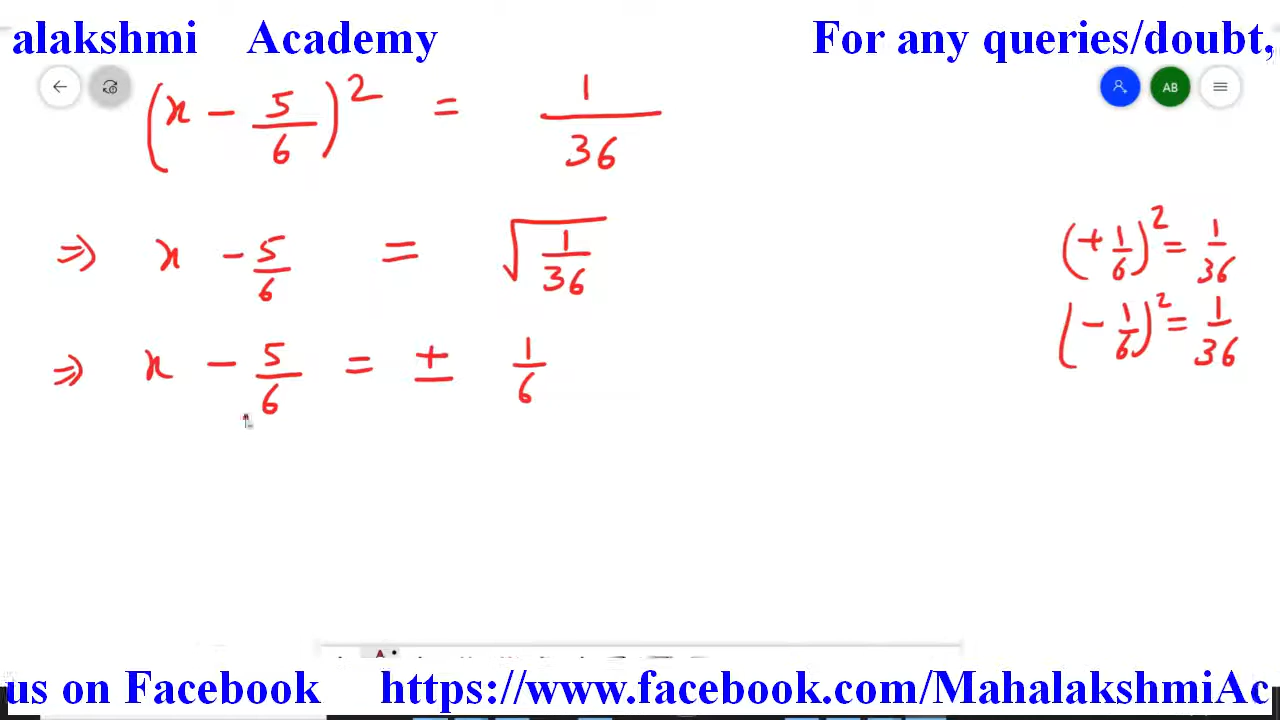 alakshmi Academy For any queries/doubt,
AB
(x - 5/6)² = 1/36
⇒ x - 5/6 = √(1/36)
(+ 1/6)² = 1/36
(- 1/6)² = 1/36
⇒ x - 5/6 = ± 1/6
us on Facebook https://www.facebook.com/MahalakshmiAc